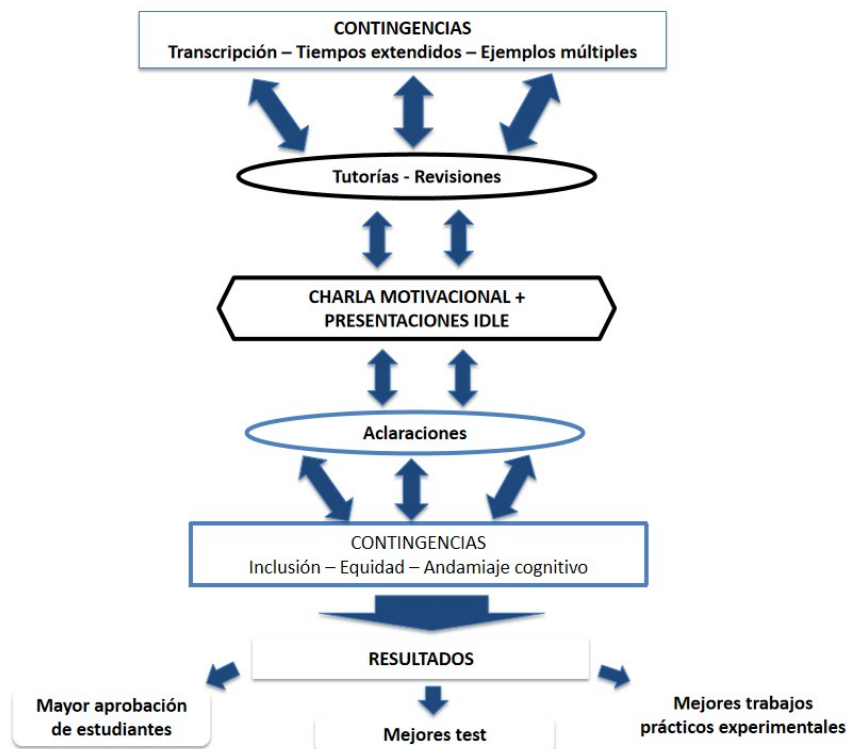 CONTINGENCIAS
Transcripción – Tiempos extendidos – Ejemplos múltiples
Tutorías - Revisiones
CHARLA MOTIVACIONAL +
PRESENTACIONES IDLE
Aclaraciones
CONTINGENCIAS
Inclusión – Equidad – Andamiaje cognitivo
RESULTADOS
Mayor aprobación
de estudiantes
Mejores test
Mejores trabajos
prácticos experimentales